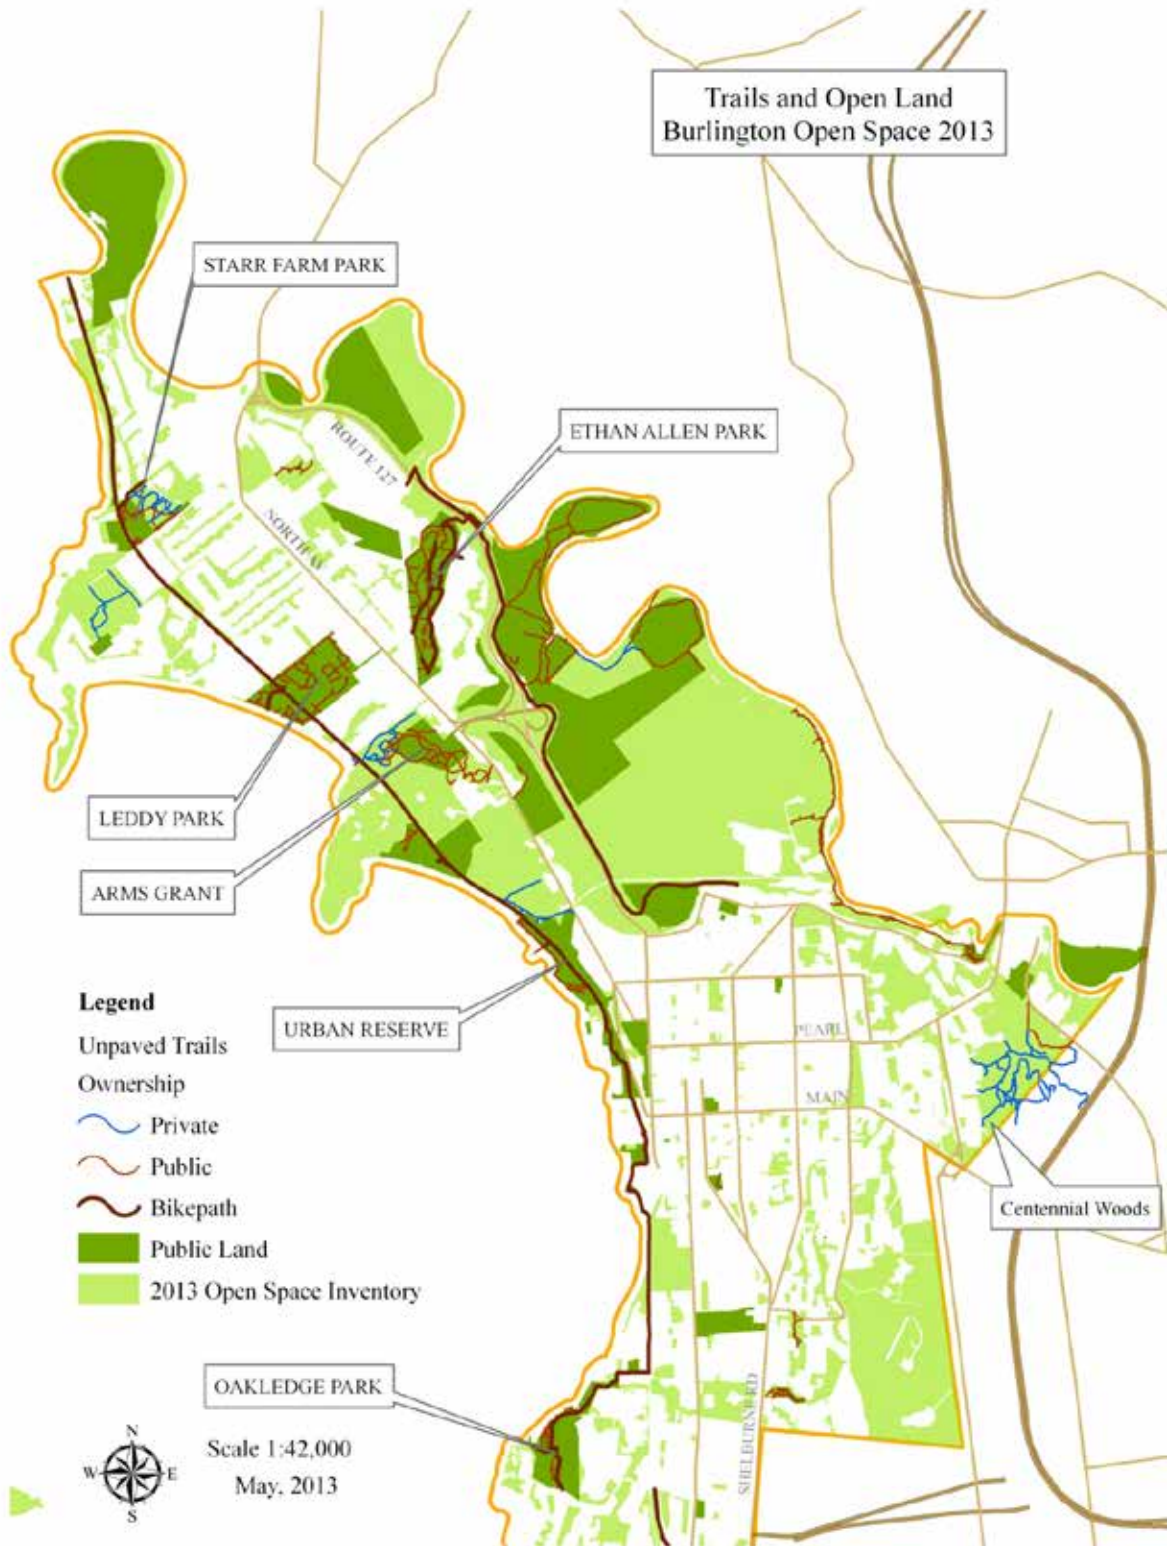 Trails and Open Land
Burlington Open Space 2013
STARR FARM PARK
ETHAN ALLEN PARK
ROUTE 127
NORTH AV
LEDDY PARK
ARMS GRANT
URBAN RESERVE
PEARL
MAIN
Centennial Woods
Legend
Unpaved Trails
Ownership
Private
Public
Bikepath
Public Land
2013 Open Space Inventory
OAKLEDGE PARK
SHELBURNE RD
N
W
E
S
Scale 1:42,000
May, 2013